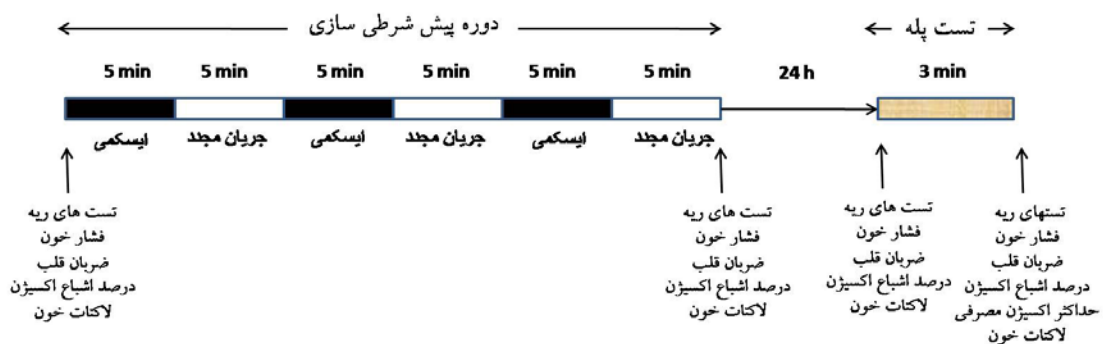 دوره پیش شرطی سازی
تست پله
5 min
5 min
5 min
5 min
5 min
5 min
24 h
3 min
ایسکمی
جریان مجدد
ایسکمی
جریان مجدد
ایسکمی
جریان مجدد
تست های ریه
فشار خون
ضربان قلب
درصد اشباع اکسیژن
لاکتات خون
تست های ریه
فشار خون
ضربان قلب
درصد اشباع اکسیژن
لاکتات خون
تست های ریه
فشار خون
ضربان قلب
درصد اشباع اکسیژن
لاکتات خون
تستهای ریه
فشار خون
ضربان قلب
درصد اشباع اکسیژن
حداکثر اکسیژن مصرفی
لاکتات خون